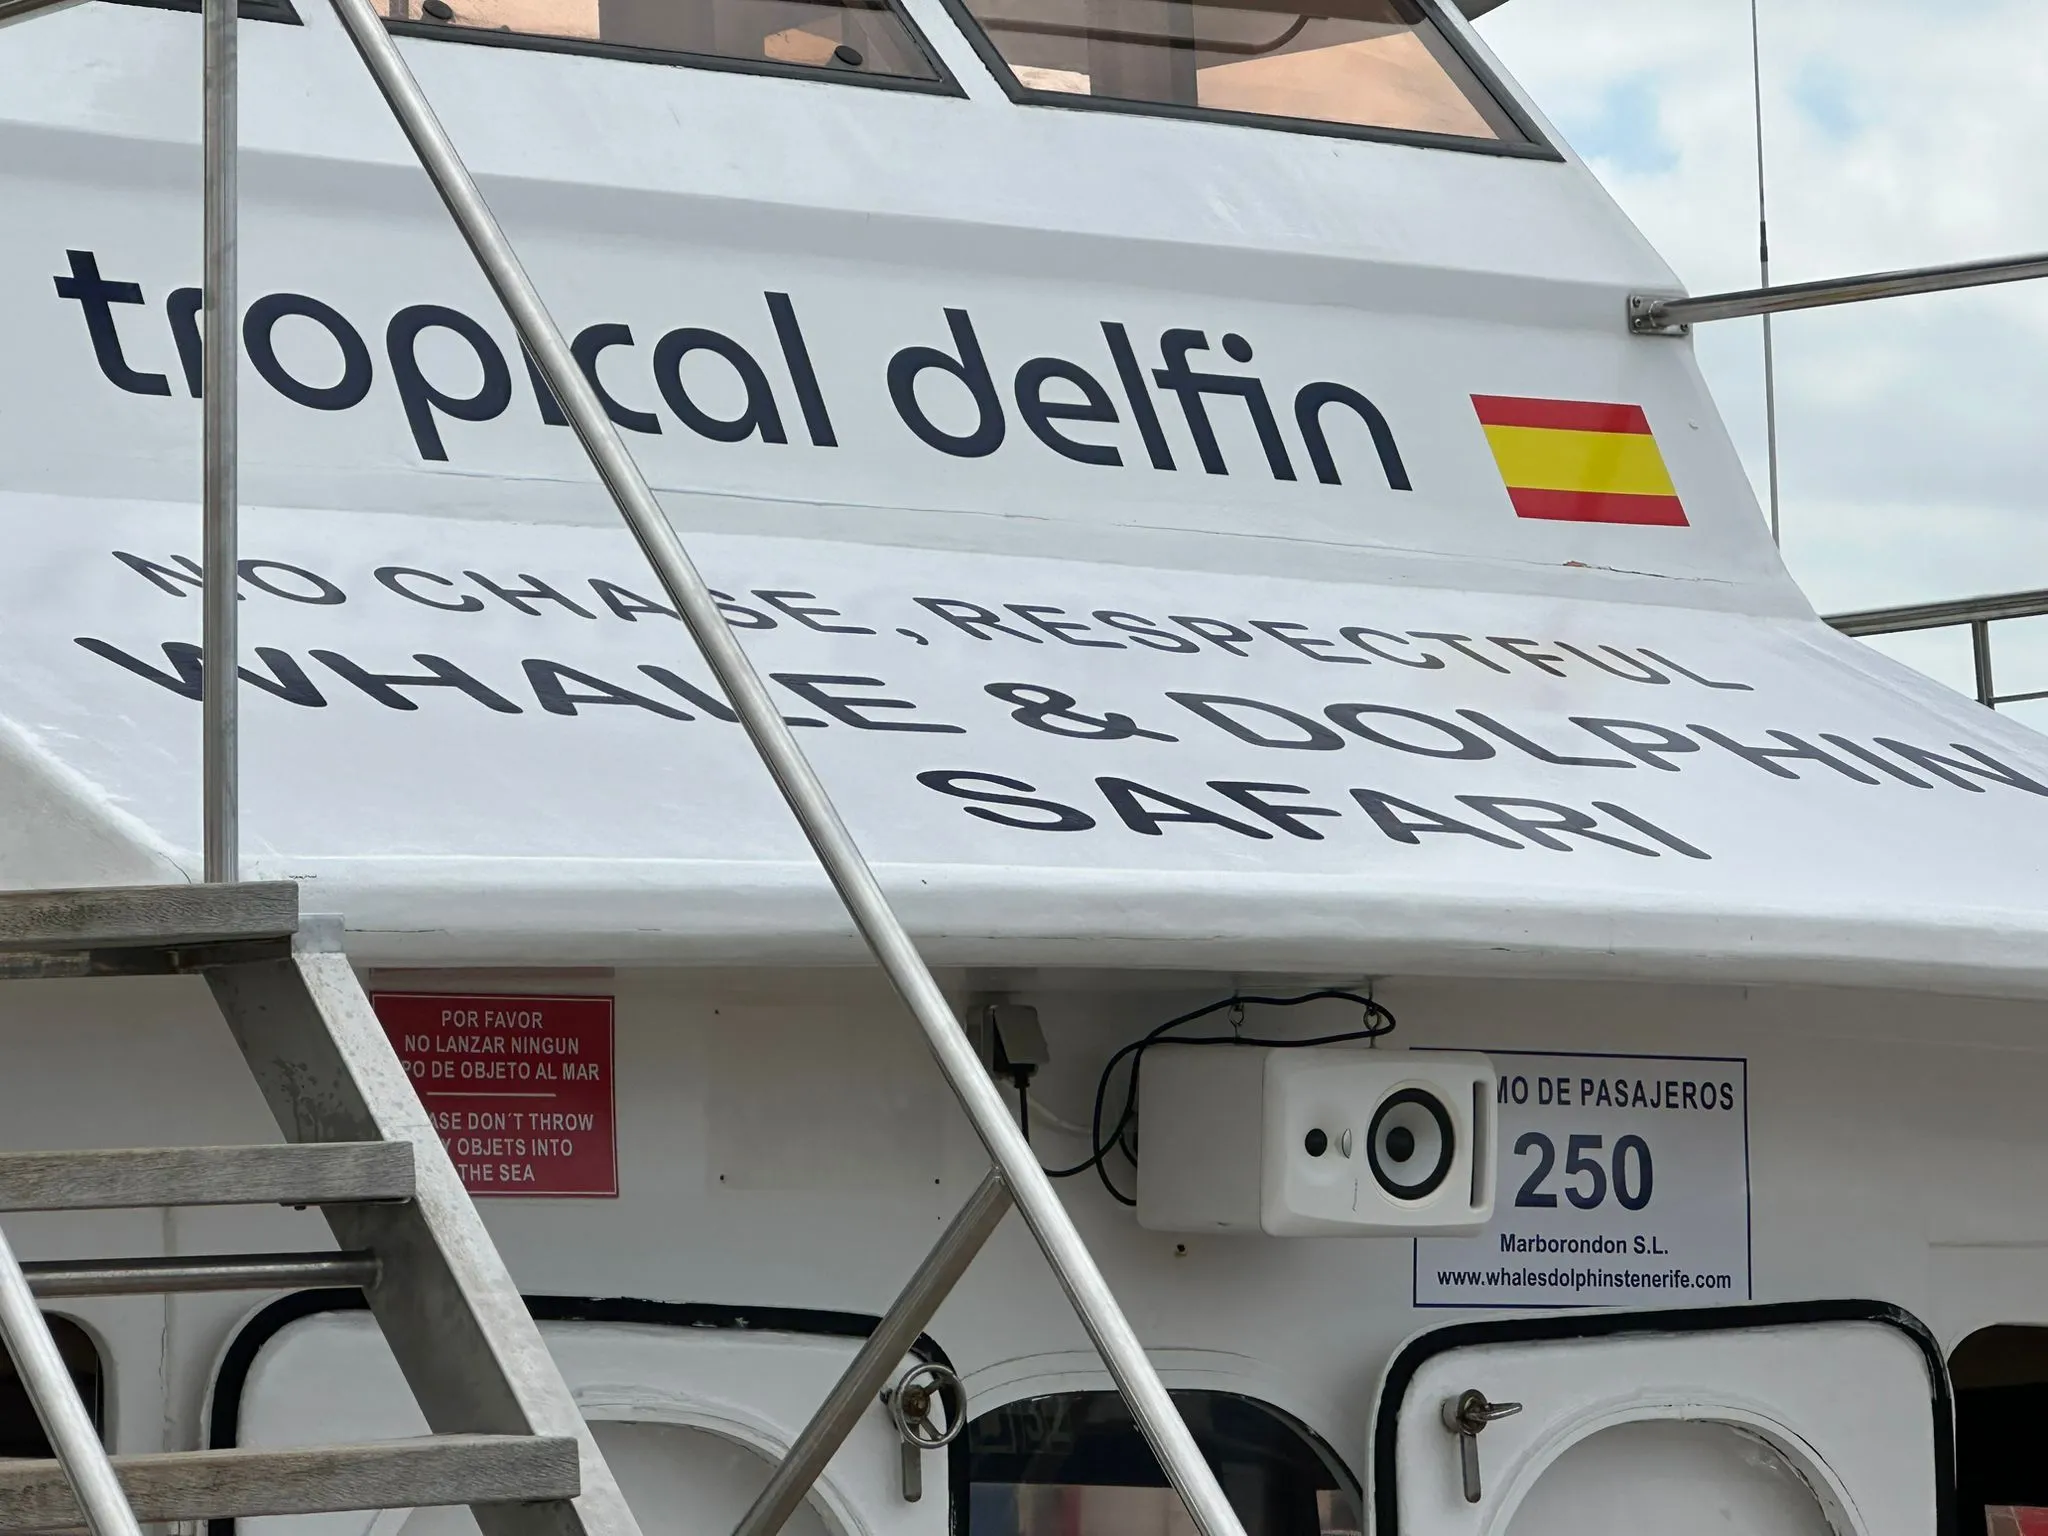 tropical delfin
NO CHASE, RESPECTFUL
WHALE & DOLPHIN
SAFARI
POR FAVOR
NO LANZAR NINGUN
PO DE OBJETO AL MAR
ASE DON´T THROW
Y OBJETS INTO
THE SEA
MO DE PASAJEROS
250
Marborondon S.L.
www.whalesdolphinstenerife.com